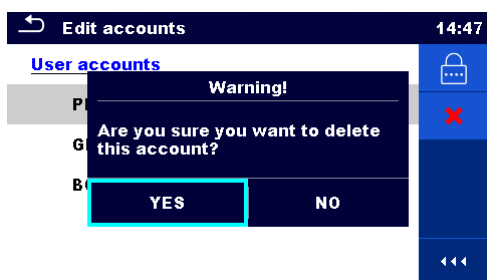 Edit accounts 14:47
User accounts
Warning!
Are you sure you want to delete
this account?
YES NO